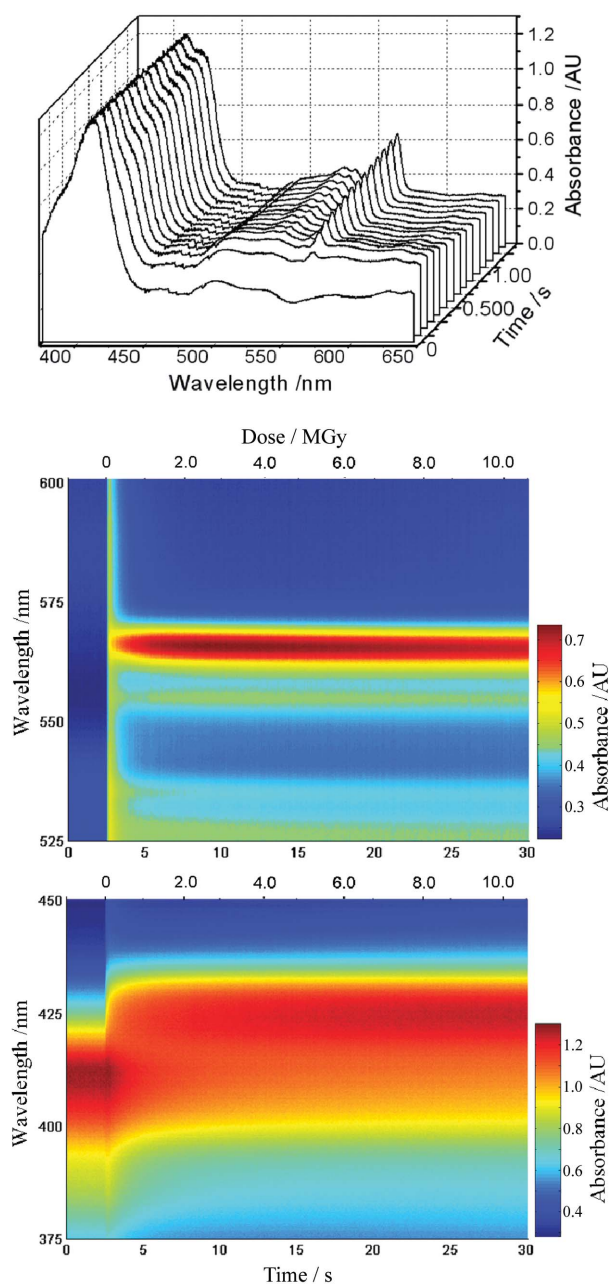 1.2
1.0
0.8
0.6
0.4
0.2
0.0
Absorbance /AU
1.00
0.500
0
Time /s
400 450 500 550 600 650
Wavelength /nm
Dose / MGy
0 2.0 4.0 6.0 8.0 10.0
600
575
550
525
Wavelength /nm
0 5 10 15 20 25 30
0.7
0.6
0.5
0.4
0.3
Absorbance /AU
0 2.0 4.0 6.0 8.0 10.0
450
425
400
375
Wavelength /nm
0 5 10 15 20 25 30
Time / s
1.2
1.0
0.8
0.6
0.4
Absorbance /AU